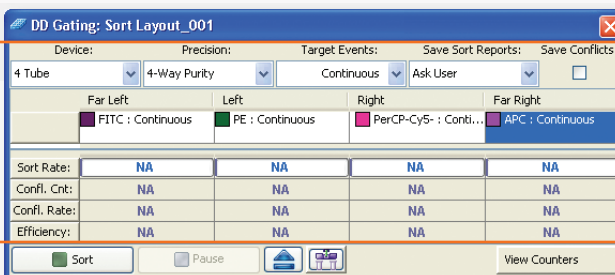 DD Gating: Sort Layout_001
Device: Precision: Target Events: Save Sort Reports: Save Conflicts
4 Tube 4-Way Purity Continuous Ask User
Far Left Left Right Far Right
FITC : Continuous PE : Continuous PerCP-Cy5- : Conti... APC : Continuous
Sort Rate: NA NA NA NA
Confl. Cnt: NA NA NA NA
Confl. Rate: NA NA NA NA
Efficiency: NA NA NA NA
Sort Pause View Counters